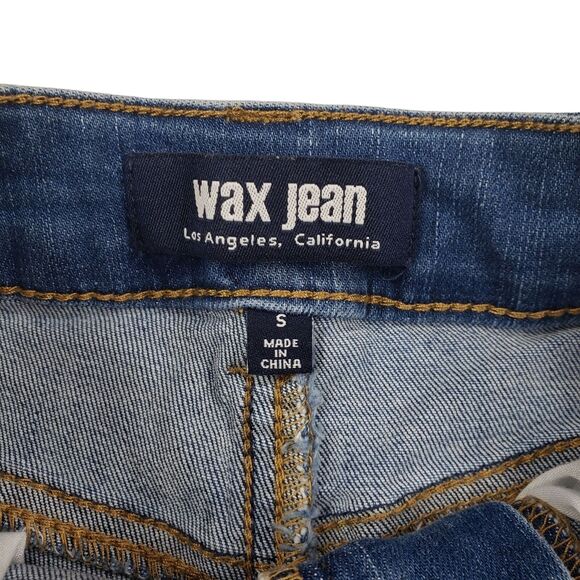 wax jean
Los Angeles, California
S
MADE
IN
CHINA